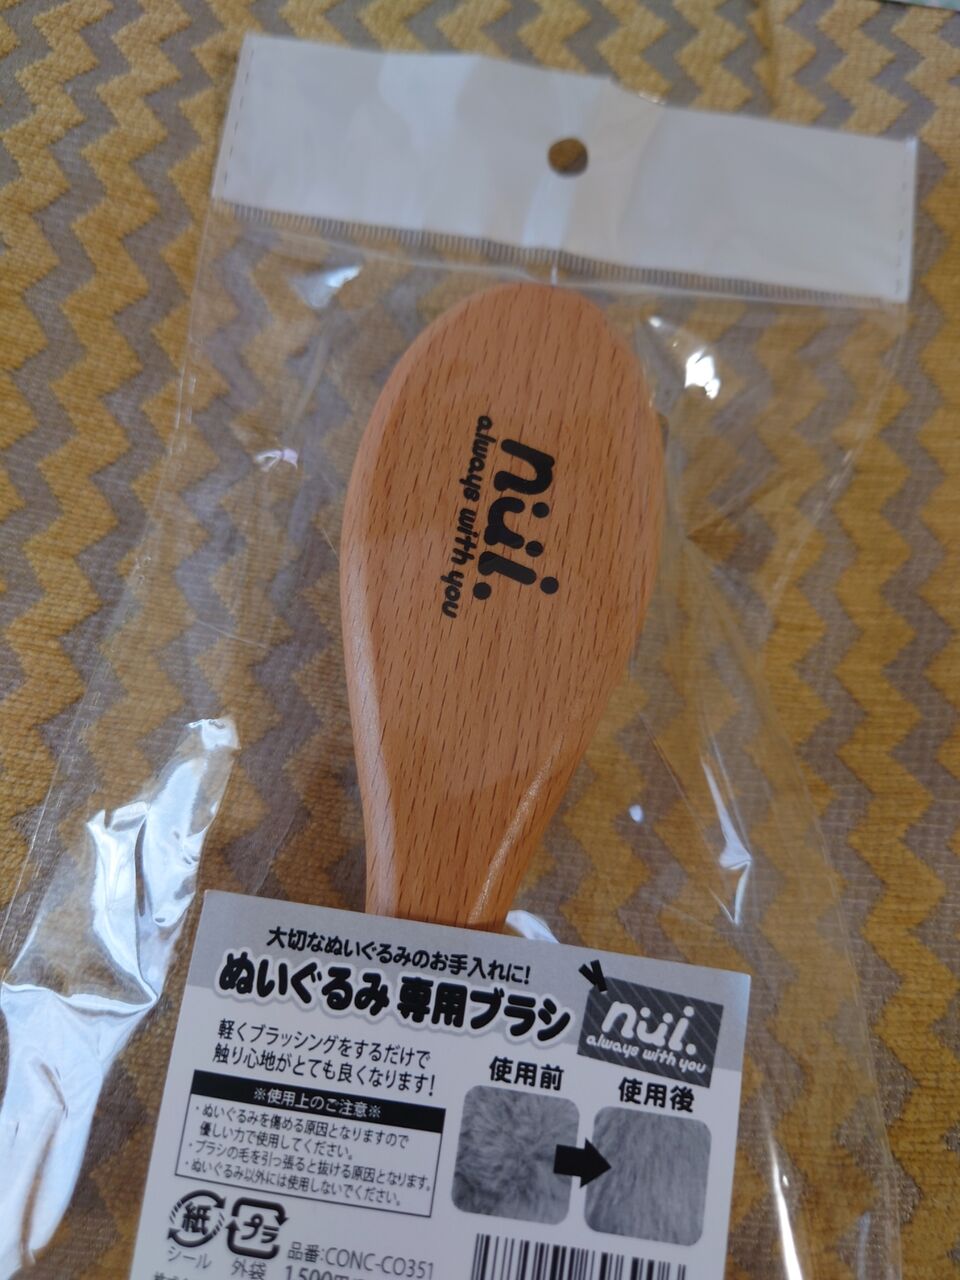 nui.
always with you
大切なぬいぐるみのお手入れに!
ぬいぐるみ 専用ブラシ
nui.
always with you
軽くブラッシングをするだけで
触り心地がとても良くなります!
※使用上のご注意※
・ぬいぐるみを傷める原因となりますので
優しい力で使用してください。
・ブラシの毛を引っ張ると抜ける原因となります。
・ぬいぐるみ以外には使用しないでください。
使用前
使用後
紙
シール
プラ
外袋
品番:CONC-CO351
1,500円